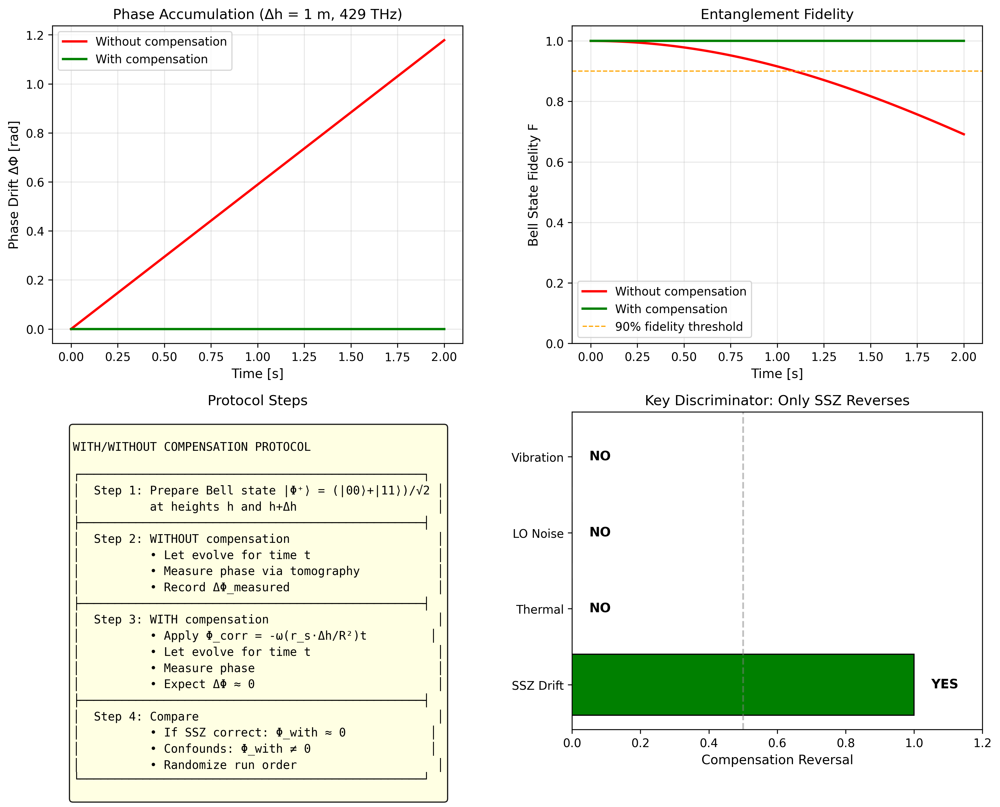 Phase Accumulation (Δh = 1 m, 429 THz)
Without compensation
With compensation
Phase Drift ΔΦ [rad]
1.2
1.0
0.8
0.6
0.4
0.2
0.0
0.00 0.25 0.50 0.75 1.00 1.25 1.50 1.75 2.00
Time [s]
Entanglement Fidelity
Bell State Fidelity F
1.0
0.8
0.6
0.4
0.2
0.0
Without compensation
With compensation
90% fidelity threshold
0.00 0.25 0.50 0.75 1.00 1.25 1.50 1.75 2.00
Time [s]
Protocol Steps
WITH/WITHOUT COMPENSATION PROTOCOL
Step 1: Prepare Bell state |Φ⁺⟩ = (|00⟩+|11⟩)/√2
at heights h and h+Δh
Step 2: WITHOUT compensation
• Let evolve for time t
• Measure phase via tomography
• Record ΔΦ_measured
Step 3: WITH compensation
• Apply Φ_corr = -ω(r_s·Δh/R²)t
• Let evolve for time t
• Measure phase
• Expect ΔΦ ≈ 0
Step 4: Compare
• If SSZ correct: Φ_with ≈ 0
• Confounds: Φ_with ≠ 0
• Randomize run order
Key Discriminator: Only SSZ Reverses
Vibration NO
LO Noise NO
Thermal NO
SSZ Drift YES
0.0 0.2 0.4 0.6 0.8 1.0 1.2
Compensation Reversal